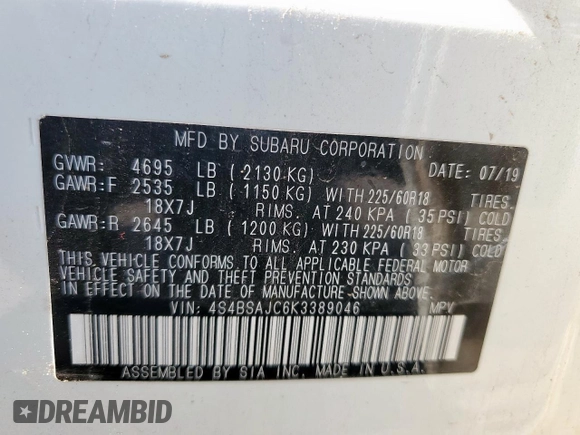 MFD BY SUBARU CORPORATION
GVWR: 4695 LB ( 2130 KG) DATE: 07/19
GAWR:F 2535 LB ( 1150 KG) WITH 225/60R18 TIRES.
18X7J RIMS. AT 240 KPA ( 35 PSI) COLD
GAWR:R 2645 LB ( 1200 KG) WITH 225/60R18 TIRES.
18X7J RIMS. AT 230 KPA ( 33 PSI) COLD
THIS VEHICLE CONFORMS TO ALL APPLICABLE FEDERAL MOTOR
VEHICLE SAFETY AND THEFT PREVENTION STANDARDS
IN EFFECT ON THE DATE OF MANUFACTURE SHOWN ABOVE.
VIN: 4S4BSAJC6K3389046 MPV
ASSEMBLED BY SIA INC. MADE IN U.S.A.
DREAMBID